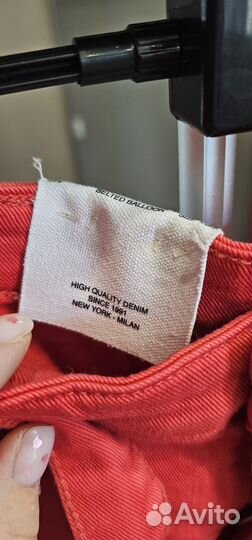 BELTED BALLOON
HIGH QUALITY DENIM
SINCE 1991
NEW YORK - MILAN
Avito